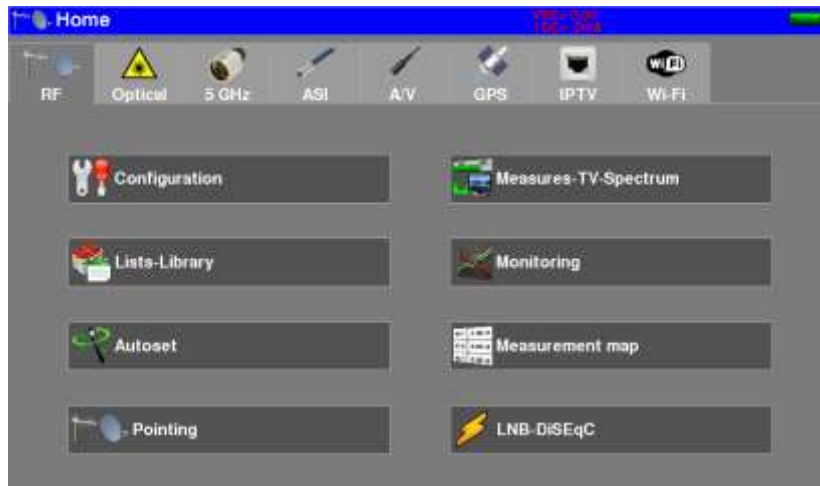 Home
RF
Optical
5 GHz
ASI
A/V
GPS
IPTV
Wi-Fi
Configuration
Measures-TV-Spectrum
Lists-Library
Monitoring
Autoset
Measurement map
Pointing
LNB-DiSEqC